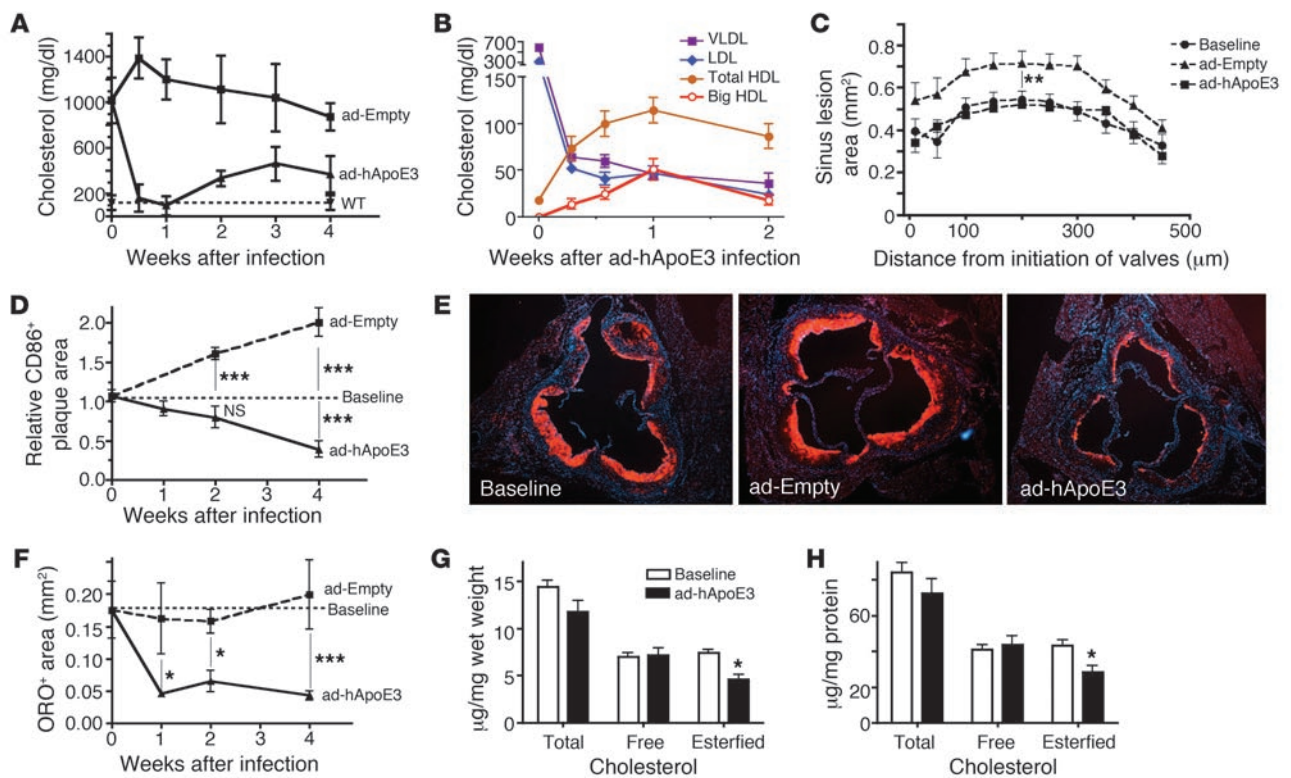 A
Cholesterol (mg/dl)
1400
1000
600
200
0
ad-Empty
ad-hApoE3
WT
0 1 2 3 4
Weeks after infection
B
Cholesterol (mg/dl)
700
300
150
100
50
0
VLDL
LDL
Total HDL
Big HDL
0 1 2
Weeks after ad-hApoE3 infection
C
Sinus lesion
area (mm²)
0.8
0.6
0.4
0.2
0
**
Baseline
ad-Empty
ad-hApoE3
100 300 500
Distance from initiation of valves (μm)
D
Relative CD86⁺
plaque area
2.0
1.5
1.0
0.5
0.0
ad-Empty
***
***
Baseline
NS
***
ad-hApoE3
0 1 2 3 4
Weeks after infection
E
Baseline
ad-Empty
ad-hApoE3
F
ORO⁺ area (mm²)
0.20
0.15
0.10
0.05
0.00
ad-Empty
Baseline
*
*
***
ad-hApoE3
0 1 2 3 4
Weeks after infection
G
μg/mg wet weight
15
10
5
0
Baseline
ad-hApoE3
*
Total Free Esterfied
Cholesterol
H
μg/mg protein
60
20
0
*
Total Free Esterfied
Cholesterol